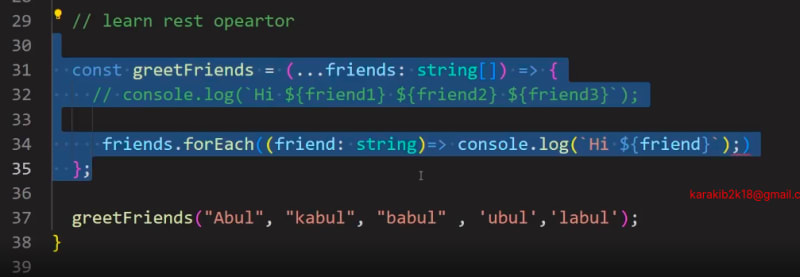 29 // learn rest opeartor
30
31 const greetFriends = (...friends: string[]) => {
32 // console.log(`Hi ${friend1} ${friend2} ${friend3}`);
33
34 friends.forEach((friend: string)=> console.log(`Hi ${friend}`);)
35 };
36
karakib2k18@gmail.c
37 greetFriends("Abul", "kabul", "babul" , 'ubul','labul');
38 }
39